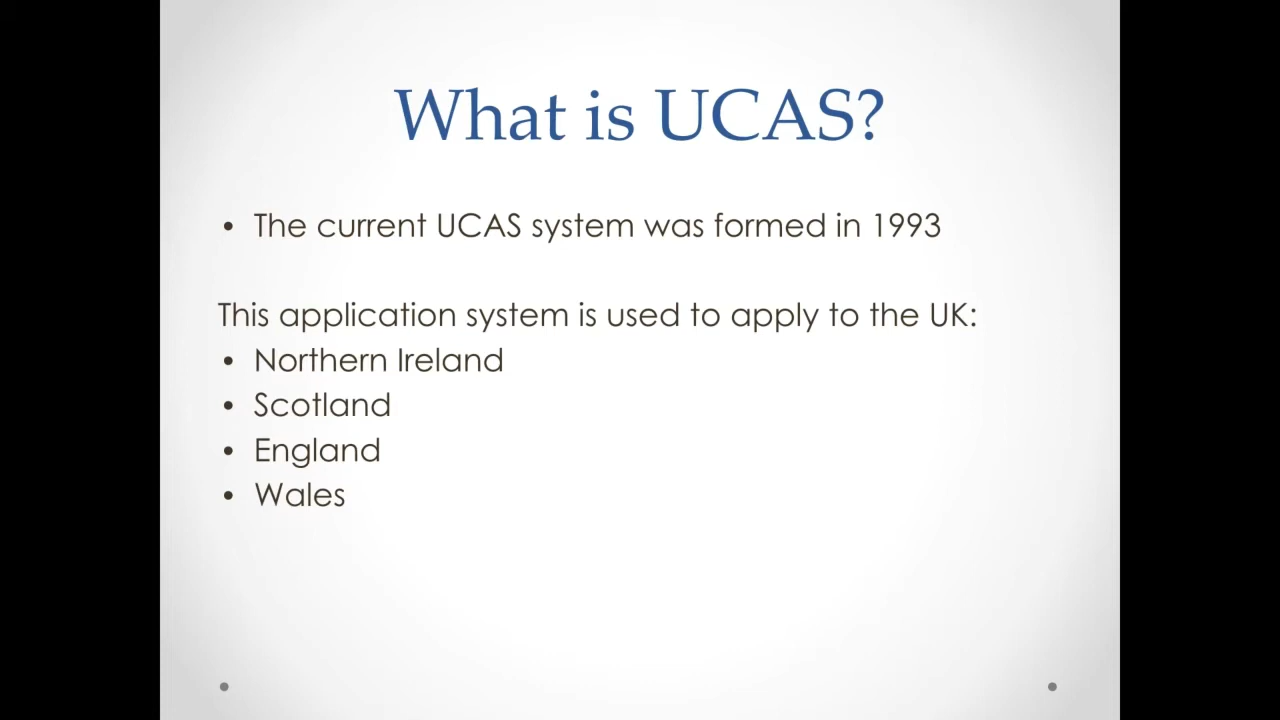 What is UCAS?
• The current UCAS system was formed in 1993
This application system is used to apply to the UK:
• Northern Ireland
• Scotland
• England
• Wales